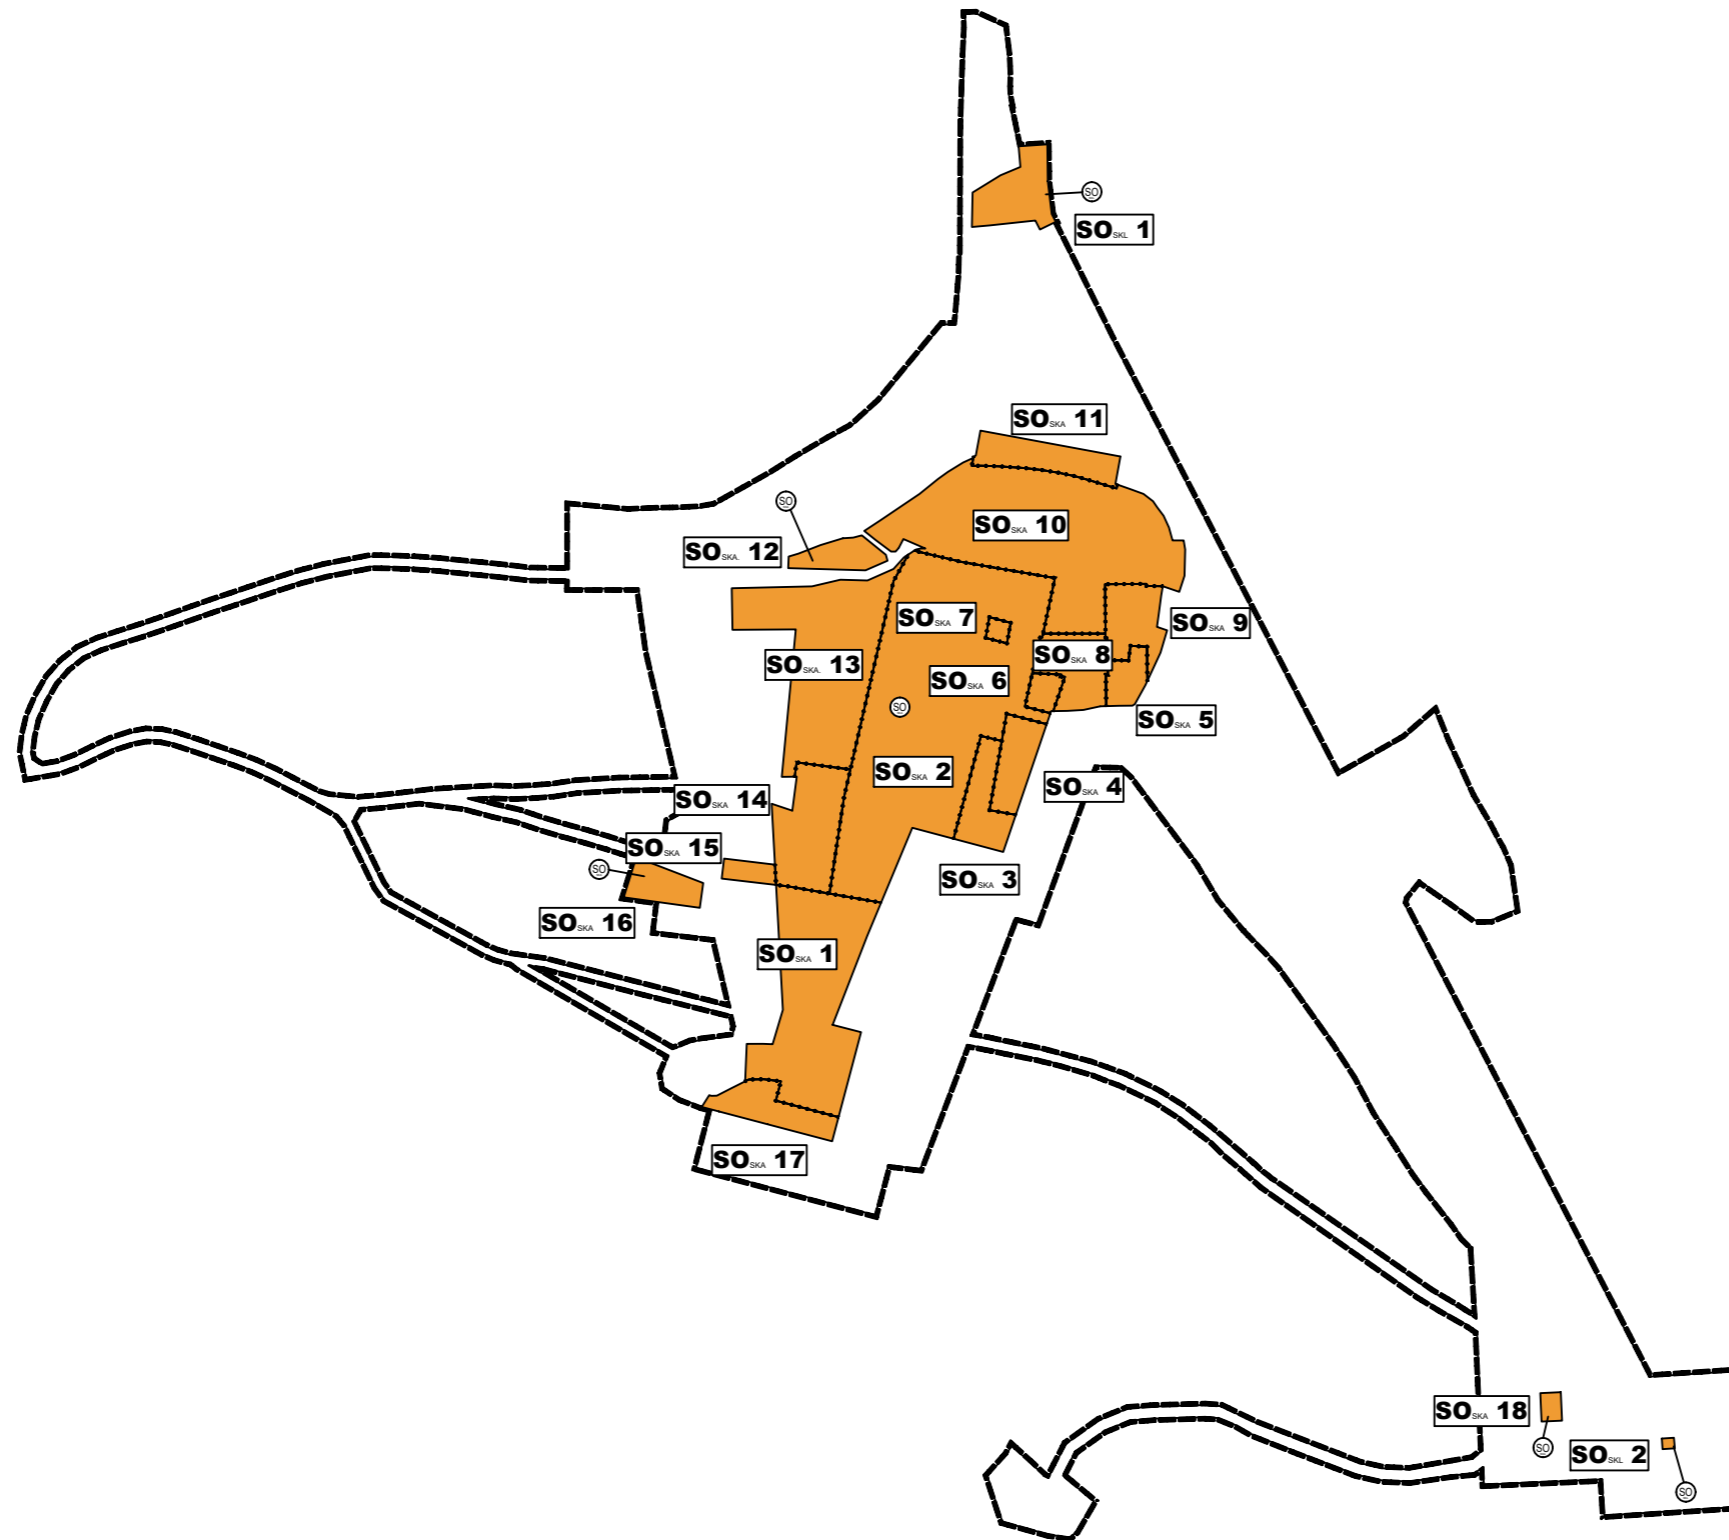 SO
SO SKL 1
SO SKA 11
SO
SO SKA 10
SO SKA. 12
SO SKA 7
SO SKA 9
SO SKA 8
SO SKA. 13
SO SKA 6
SO
SO SKA 5
SO SKA 2
SO SKA 4
SO SKA 14
SO SKA 15
SO
SO SKA 3
SO SKA 16
SO SKA 1
SO SKA 17
SO SKA 18
SO
SO SKL 2
SO